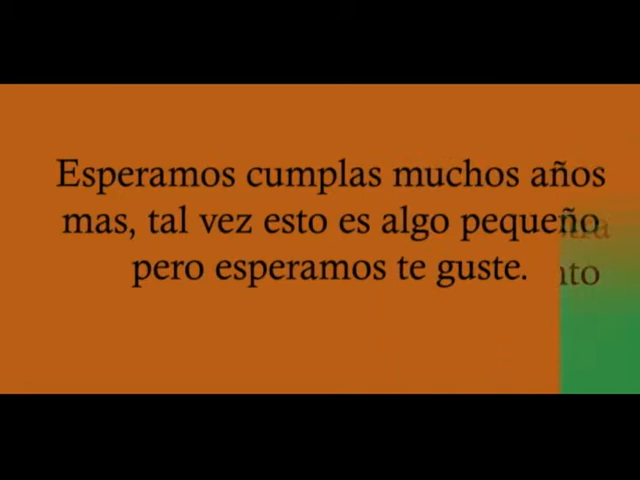 Esperamos cumplas muchos años
mas, tal vez esto es algo pequeño
pero esperamos te guste.